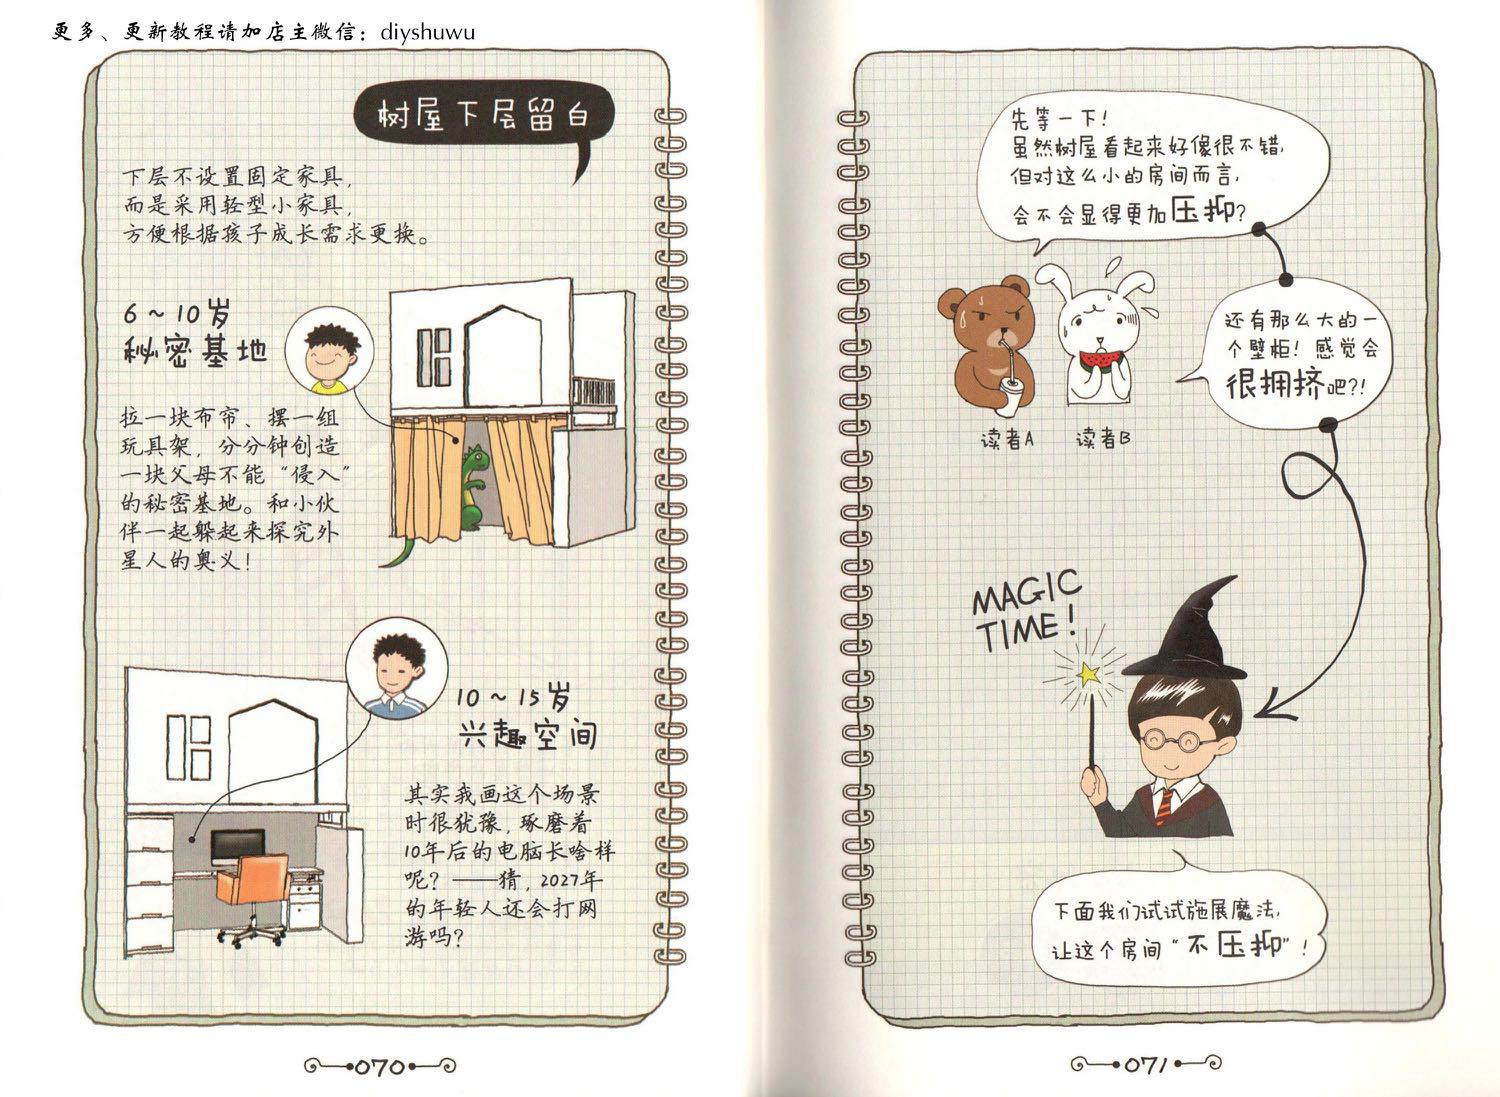 更多、更新教程请加店主微信：diyshuwu
树屋下层留白
下层不设置固定家具，
而是采用轻型小家具，
方便根据孩子成长需求更换。
6～10岁
秘密基地
拉一块布帘、摆一组
玩具架，分分钟创造
一块父母不能“侵入”
的秘密基地。和小伙
伴一起躲起来探究外
星人的奥义！
10～15岁
兴趣空间
其实我画这个场景
时很犹豫，琢磨着
10年后的电脑长啥样
呢？——猜，2027年
的年轻人还会打网
游吗？
070
先等一下！
虽然树屋看起来好像很不错，
但对这么小的房间而言，
会不会显得更加压抑？
还有那么大的一
个壁柜！感觉会
很拥挤吧?!
读者A
读者B
MAGIC
TIME!
下面我们试试施展魔法，
让这个房间“不压抑”！
071